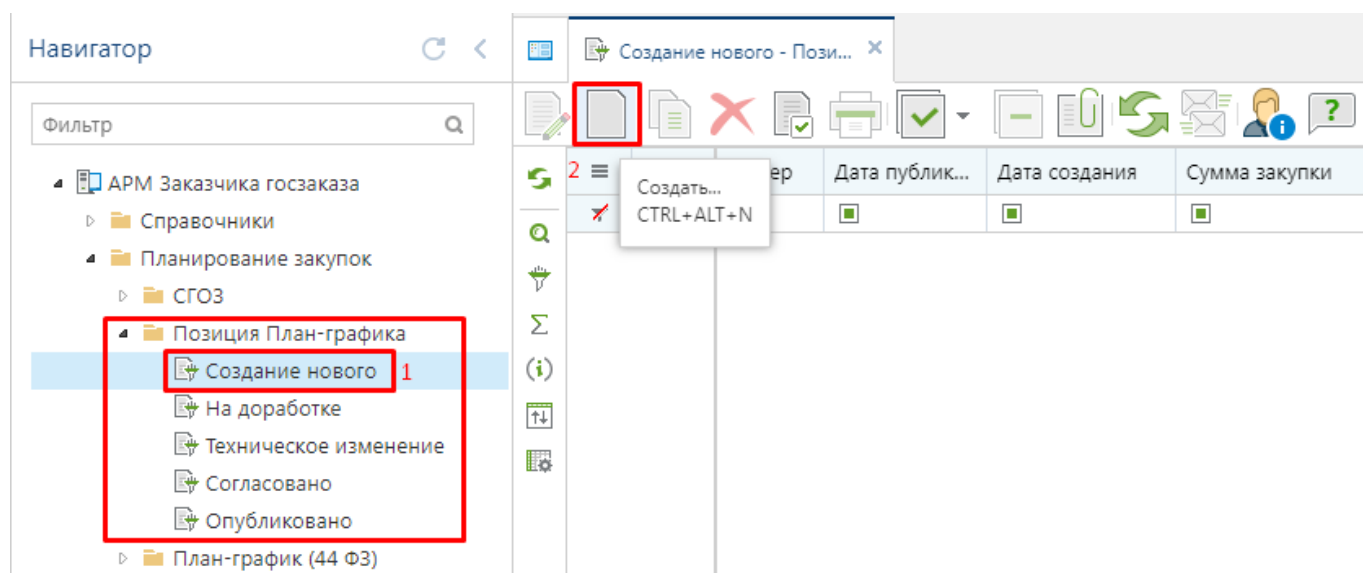 Навигатор
Фильтр
АРМ Заказчика госзаказа
Справочники
Планирование закупок
СГОЗ
Позиция План-графика
Создание нового 1
На доработке
Техническое изменение
Согласовано
Опубликовано
План-график (44 ФЗ)
Создание нового - Пози...
2 ер Дата публик... Дата создания Сумма закупки
Создать...
CTRL+ALT+N